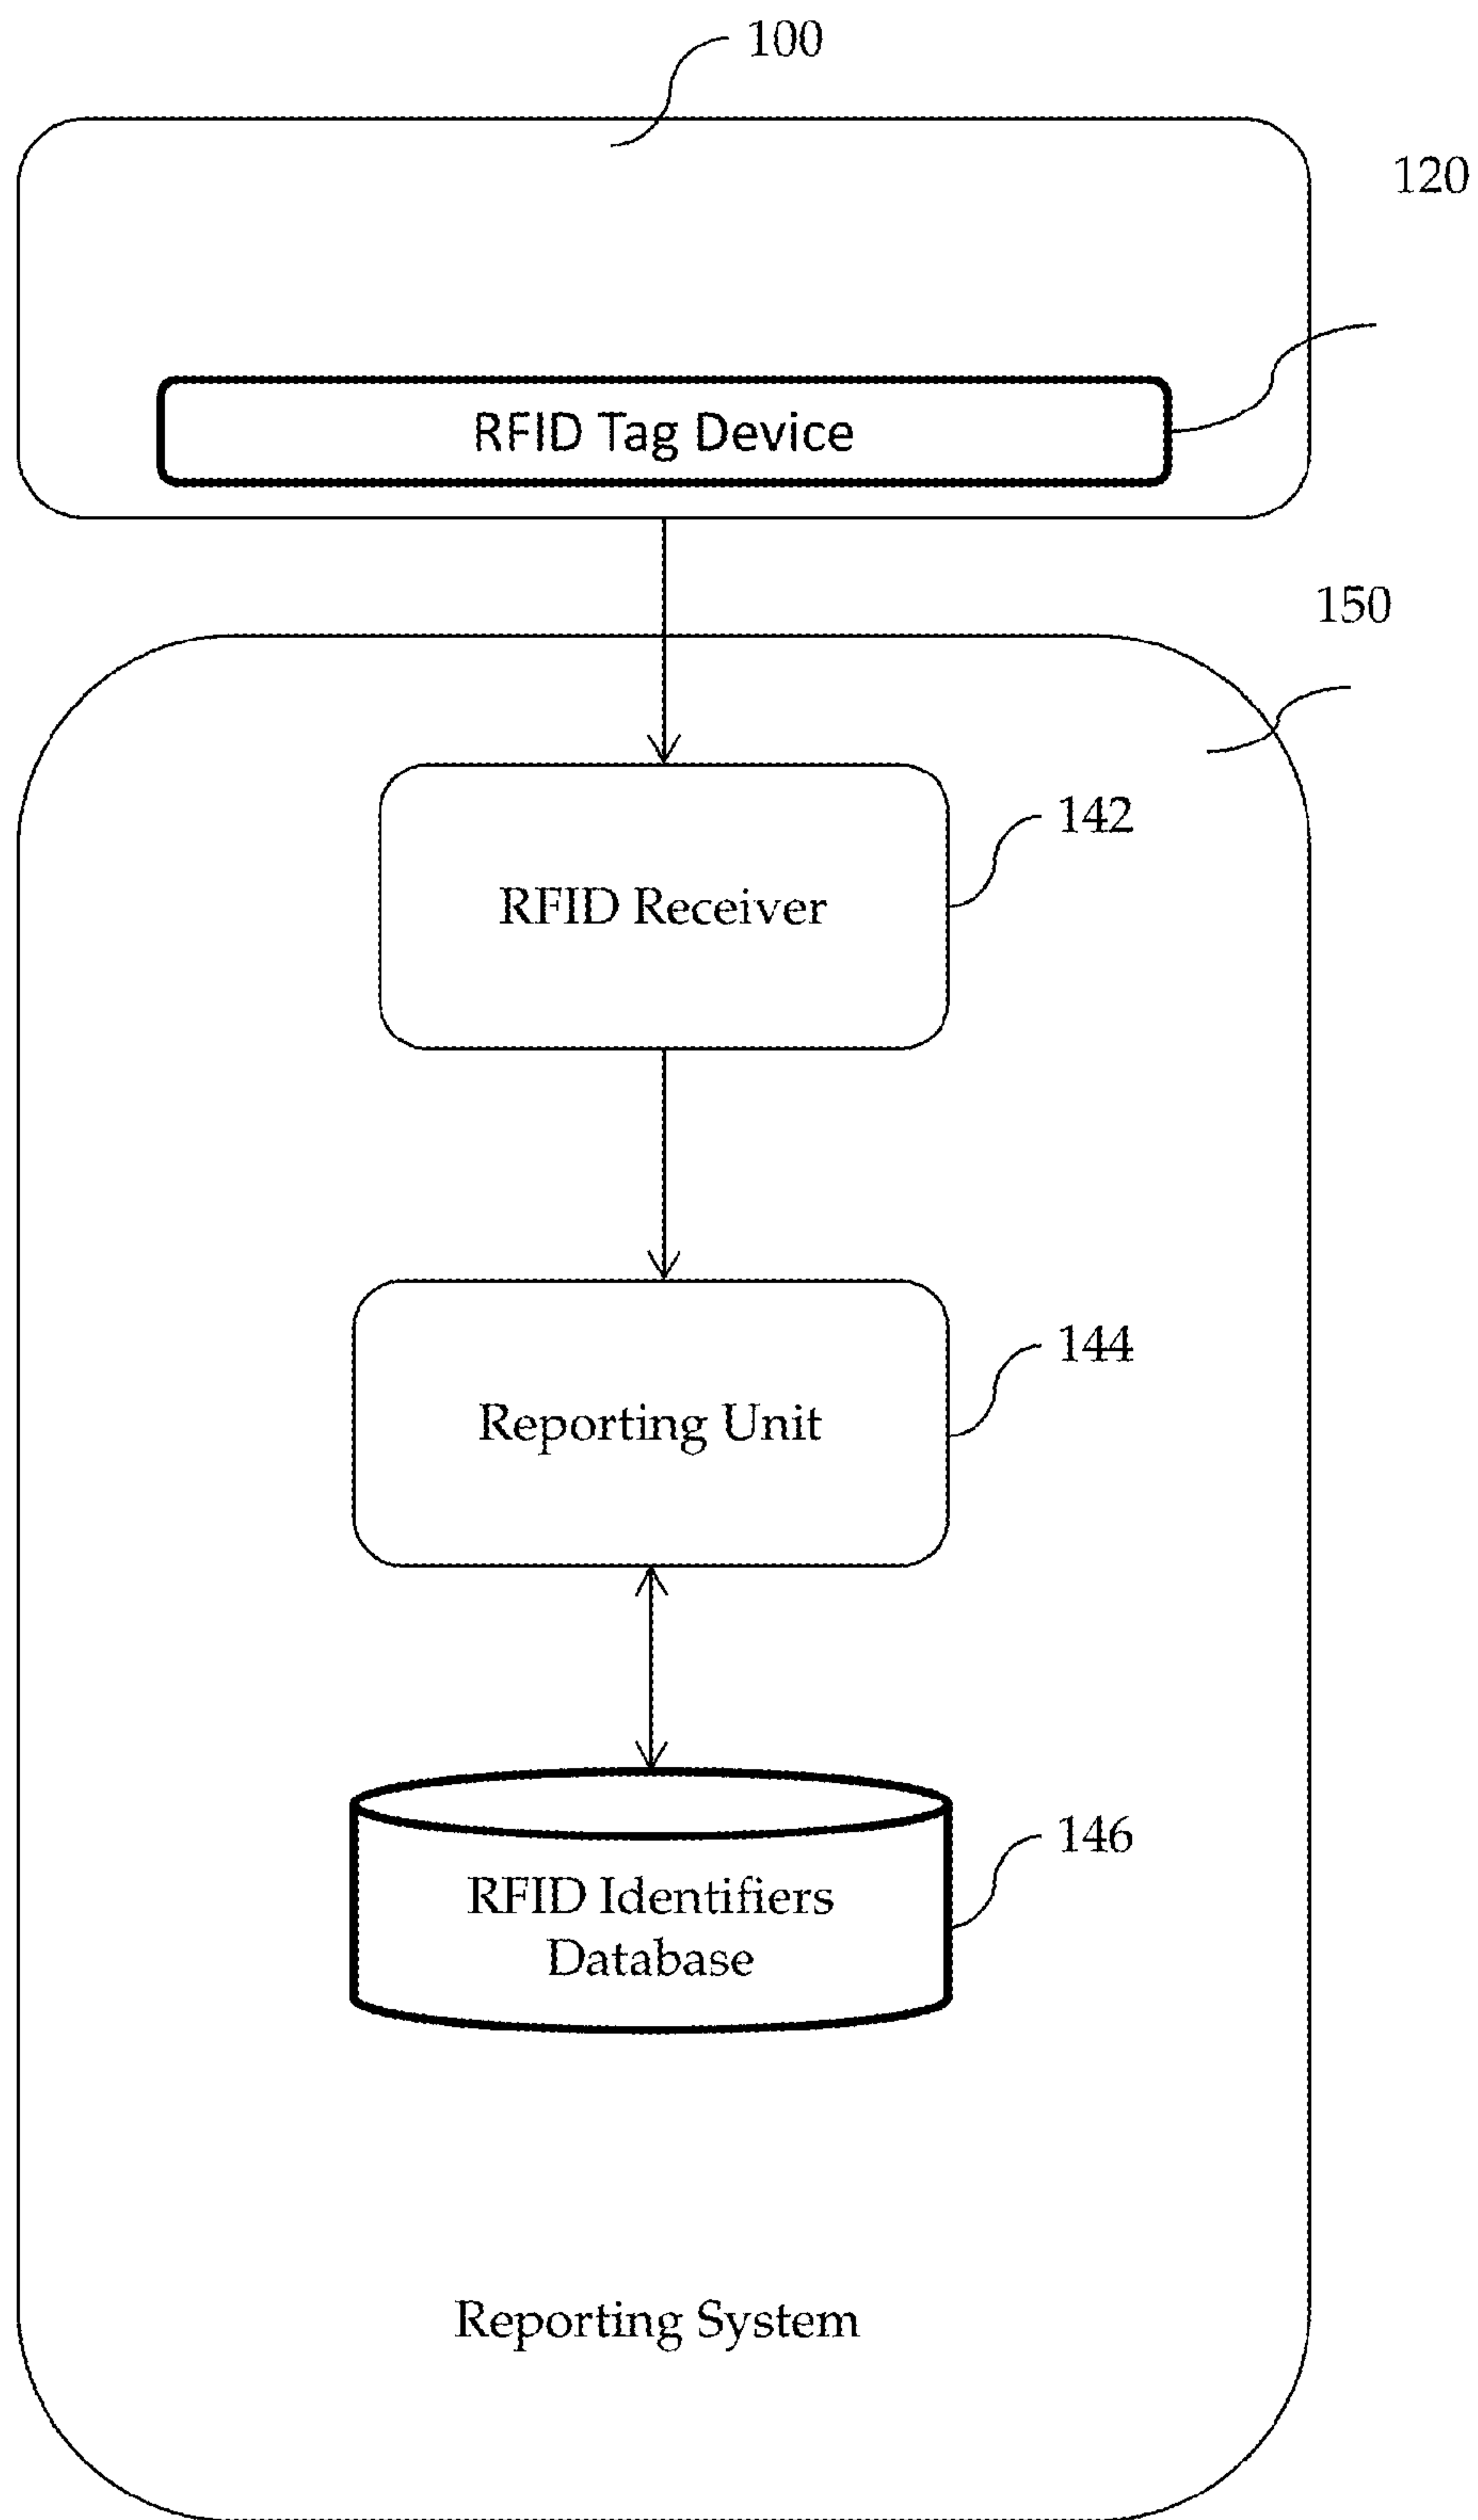 100
120
RFID Tag Device
150
142
RFID Receiver
144
Reporting Unit
146
RFID Identifiers
Database
Reporting System